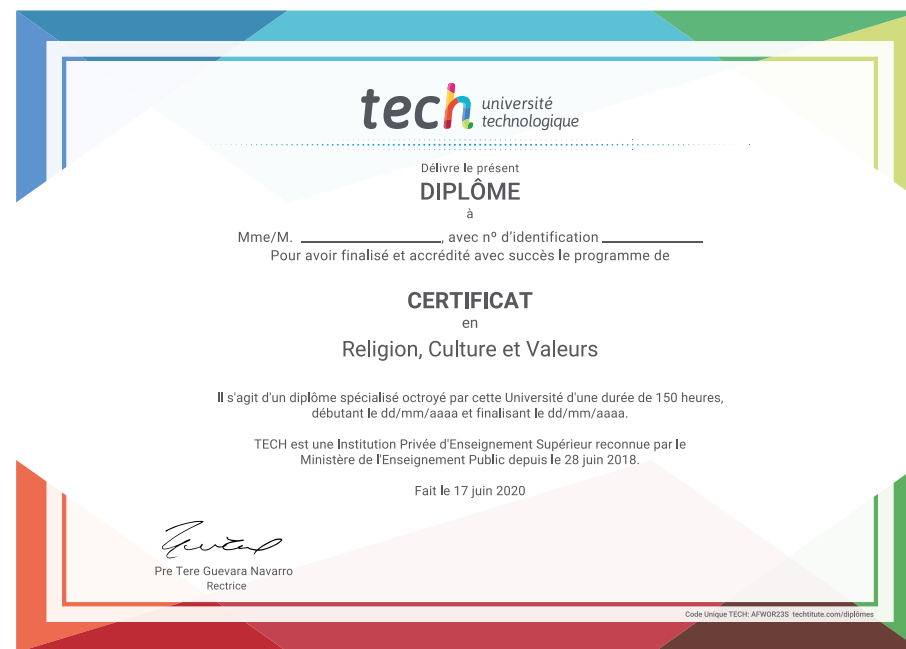 tech université
technologique
Délivre le présent
DIPLÔME
à
Mme/M. ____________________, avec nº d'identification ______________
Pour avoir finalisé et accrédité avec succès le programme de
CERTIFICAT
en
Religion, Culture et Valeurs
Il s'agit d'un diplôme spécialisé octroyé par cette Université d'une durée de 150 heures,
débutant le dd/mm/aaaa et finalisant le dd/mm/aaaa.
TECH est une Institution Privée d'Enseignement Supérieur reconnue par le
Ministère de l'Enseignement Public depuis le 28 juin 2018.
Fait le 17 juin 2020
Pre Tere Guevara Navarro
Rectrice
Code Unique TECH: AFWOR23S techtitute.com/diplômes